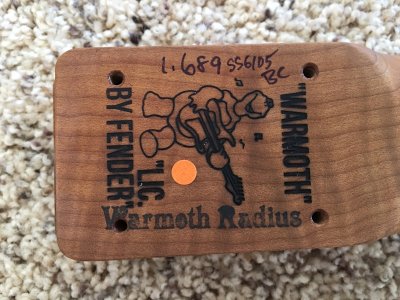 1.689 SS6105
BC
"WARMOTH"
"LIC.
BY FENDER"
Warmoth Radius